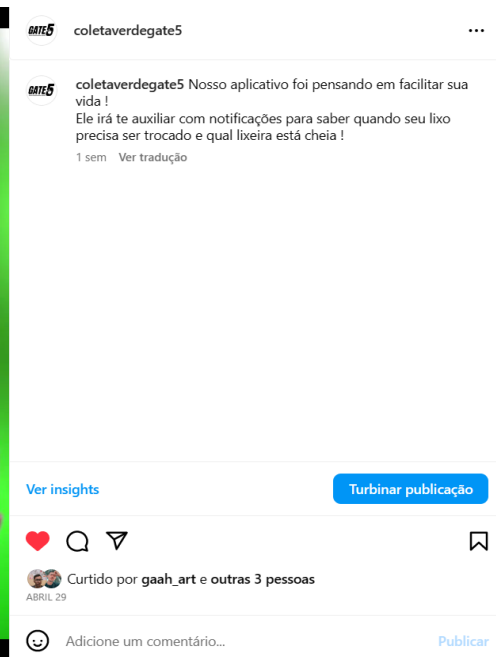 GATE5
coletaverdegate5
GATE5
coletaverdegate5 Nosso aplicativo foi pensando em facilitar sua
vida !
Ele irá te auxiliar com notificações para saber quando seu lixo
precisa ser trocado e qual lixeira está cheia !
1 sem Ver tradução
Ver insights
Turbinar publicação
Curtido por gaah_art e outras 3 pessoas
ABRIL 29
Adicione um comentário...
Publicar